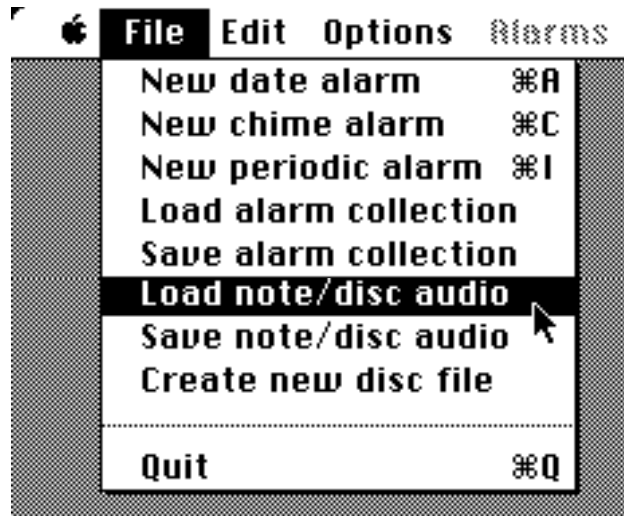 File Edit Options Alarms
New date alarm ⌘A
New chime alarm ⌘C
New periodic alarm ⌘I
Load alarm collection
Save alarm collection
Load note/disc audio
Save note/disc audio
Create new disc file
Quit ⌘Q